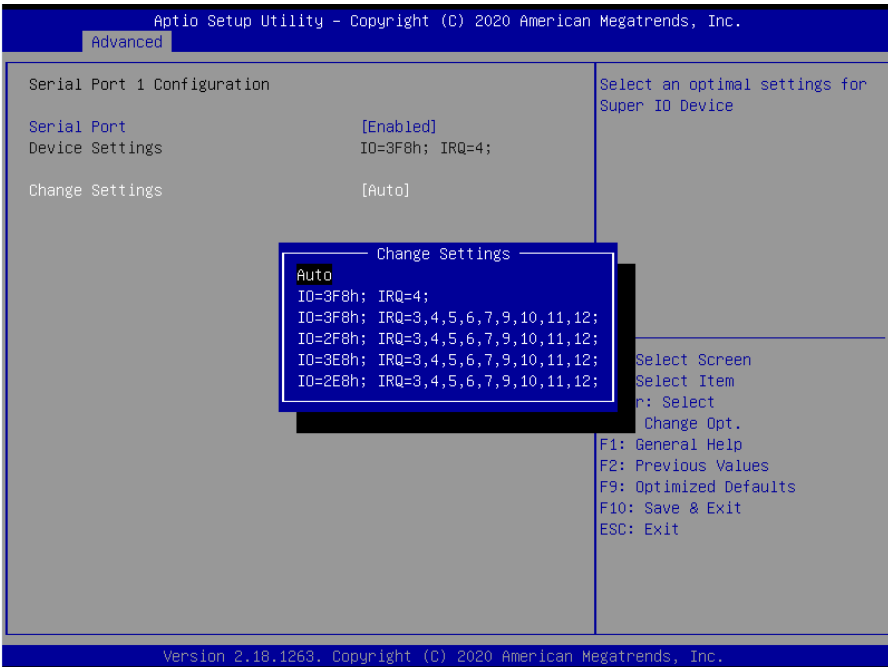 Aptio Setup Utility – Copyright (C) 2020 American Megatrends, Inc.
Advanced
Serial Port 1 Configuration
Serial Port [Enabled]
Device Settings IO=3F8h; IRQ=4;
Change Settings [Auto]
Change Settings
Auto
IO=3F8h; IRQ=4;
IO=3F8h; IRQ=3,4,5,6,7,9,10,11,12;
IO=2F8h; IRQ=3,4,5,6,7,9,10,11,12;
IO=3E8h; IRQ=3,4,5,6,7,9,10,11,12;
IO=2E8h; IRQ=3,4,5,6,7,9,10,11,12;
Select an optimal settings for
Super IO Device
Select Screen
Select Item
r: Select
Change Opt.
F1: General Help
F2: Previous Values
F9: Optimized Defaults
F10: Save & Exit
ESC: Exit
Version 2.18.1263. Copyright (C) 2020 American Megatrends, Inc.